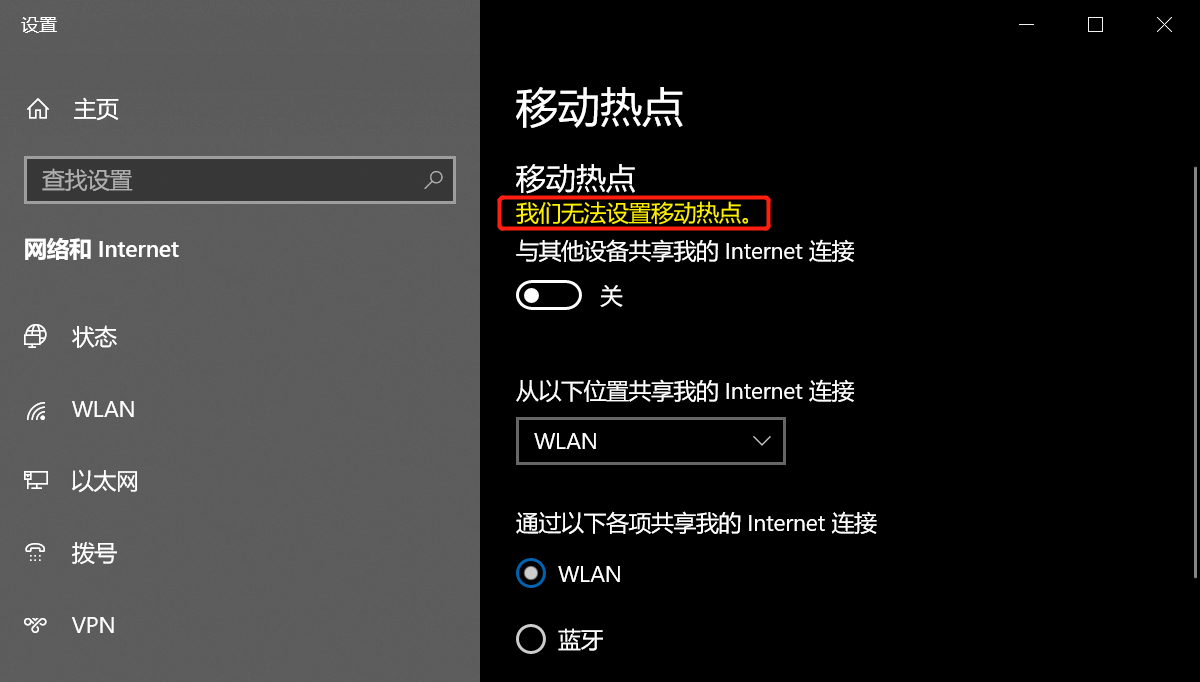 设置
主页
查找设置
网络和 Internet
状态
WLAN
以太网
拨号
VPN
移动热点
移动热点
我们无法设置移动热点。
与其他设备共享我的 Internet 连接
关
从以下位置共享我的 Internet 连接
WLAN
通过以下各项共享我的 Internet 连接
WLAN
蓝牙